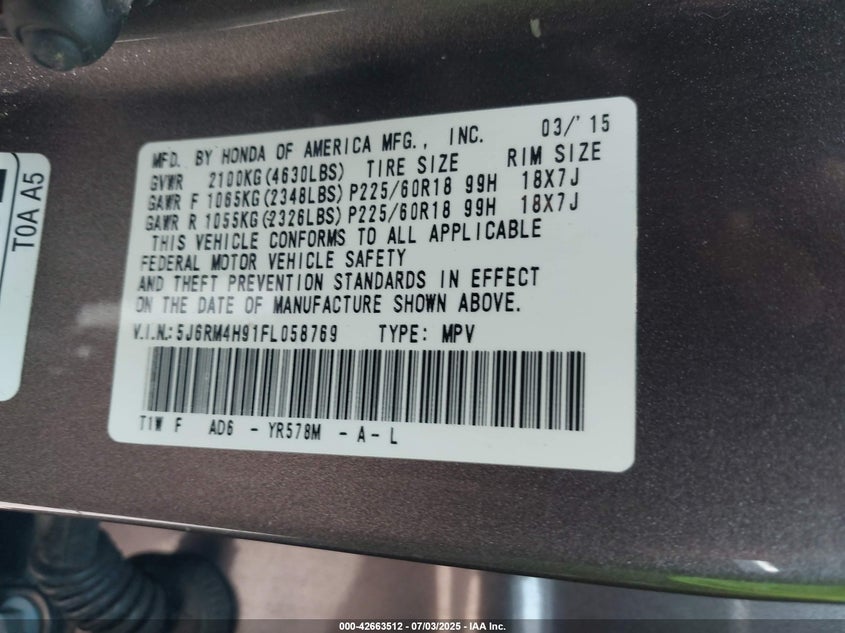 MFD. BY HONDA OF AMERICA MFG., INC. 03/'15
GVWR 2100KG(4630LBS) TIRE SIZE RIM SIZE
GAWR F 1065KG(2348LBS) P225/60R18 99H 18X7J
GAWR R 1055KG(2326LBS) P225/60R18 99H 18X7J
THIS VEHICLE CONFORMS TO ALL APPLICABLE
FEDERAL MOTOR VEHICLE SAFETY
AND THEFT PREVENTION STANDARDS IN EFFECT
ON THE DATE OF MANUFACTURE SHOWN ABOVE.
V.I.N.: 5J6RM4H91FL058769 TYPE: MPV
T1W F AD6 - YR578M - A - L
T0A A5
000-42663512 - 07/03/2025 - IAA Inc.